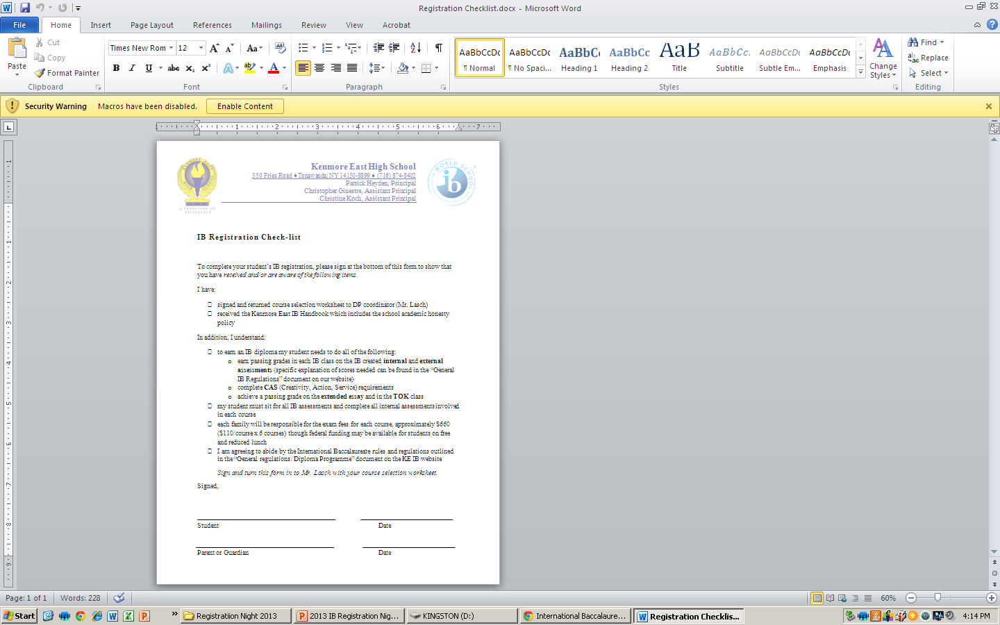 Registration Checklist.docx - Microsoft Word
File Home Insert Page Layout References Mailings Review View Acrobat
Paste
Cut
Copy
Format Painter
Clipboard
Times New Rom 12
Font
Paragraph
AaBbCcDc AaBbCcDc AaBbC AaBbCc AaB AaBbCc. AaBbCcDc AaBbCcDc
¶ Normal ¶ No Spaci... Heading 1 Heading 2 Title Subtitle Subtle Em... Emphasis
Styles
Change Styles
Find
Replace
Select
Editing
Security Warning Macros have been disabled. Enable Content
KENMORE EAST HIGH SCHOOL
A TRADITION OF
EXCELLENCE
Kenmore East High School
350 Fries Road ♦Tonawanda, NY 14150-8899 ♦ (716) 874-8402
Patrick Heyden, Principal
Christopher Ginestre, Assistant Principal
Christine Koch, Assistant Principal
WORLD SCHOOL
ib
IB Registration Check-list
To complete your student's IB registration, please sign at the bottom of this form to show that
you have received and/or are aware of the following items.
I have:
signed and returned course selection worksheet to DP coordinator (Mr. Lasch)
received the Kenmore East IB Handbook which includes the school academic honesty
policy
In addition, I understand:
to earn an IB diploma my student needs to do all of the following:
o earn passing grades in each IB class on the IB created internal and external
assessments (specific explanation of scores needed can be found in the “General
IB Regulations” document on our website)
o complete CAS (Creativity, Action, Service) requirements
o achieve a passing grade on the extended essay and in the TOK class
my student must sit for all IB assessments and complete all internal assessments involved
in each course
each family will be responsible for the exam fees for each course, approximately $660
($110/course x 6 courses) though federal funding may be available for students on free
and reduced lunch
I am agreeing to abide by the International Baccalaureate rules and regulations outlined
in the “General regulations: Diploma Programme” document on the KE IB website
Sign and turn this form in to Mr. Lasch with your course selection worksheet.
Signed,
Student Date
Parent or Guardian Date
Page: 1 of 1 Words: 228 60%
Start Registratiion Night 2013 2013 IB Registration Nig... KINGSTON (D:) International Baccalaure... Registration Checklis... 4:14 PM